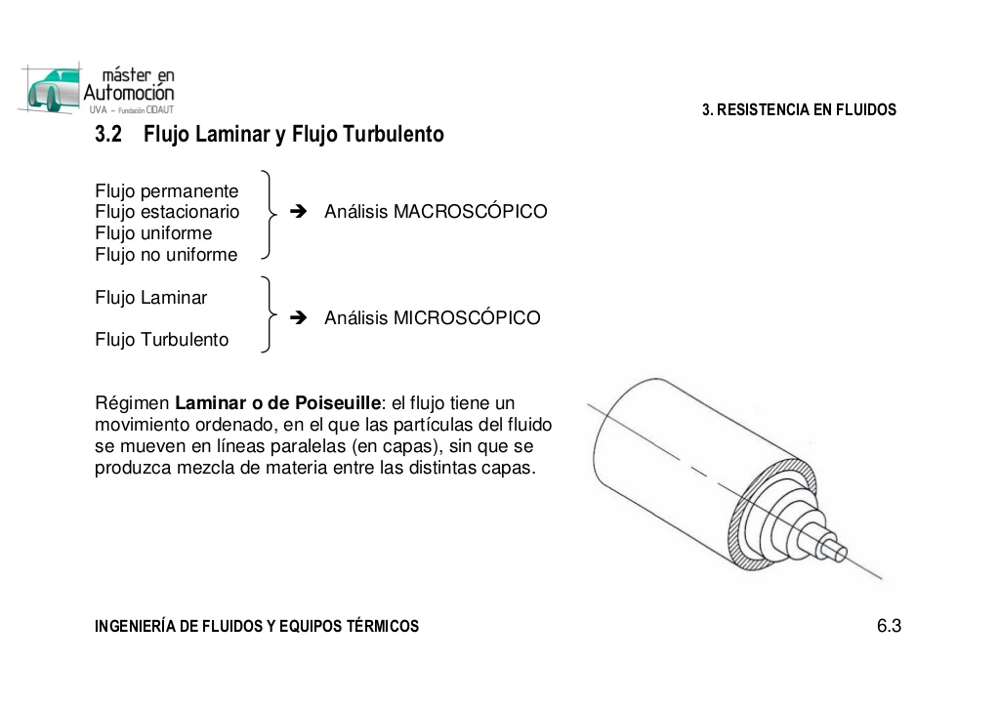 máster en
Automoción
UVA – Fundación CIDAUT
3. RESISTENCIA EN FLUIDOS
3.2 Flujo Laminar y Flujo Turbulento
Flujo permanente
Flujo estacionario ➔ Análisis MACROSCÓPICO
Flujo uniforme
Flujo no uniforme
Flujo Laminar
➔ Análisis MICROSCÓPICO
Flujo Turbulento
Régimen Laminar o de Poiseuille: el flujo tiene un
movimiento ordenado, en el que las partículas del fluido
se mueven en líneas paralelas (en capas), sin que se
produzca mezcla de materia entre las distintas capas.
INGENIERÍA DE FLUIDOS Y EQUIPOS TÉRMICOS 6.3